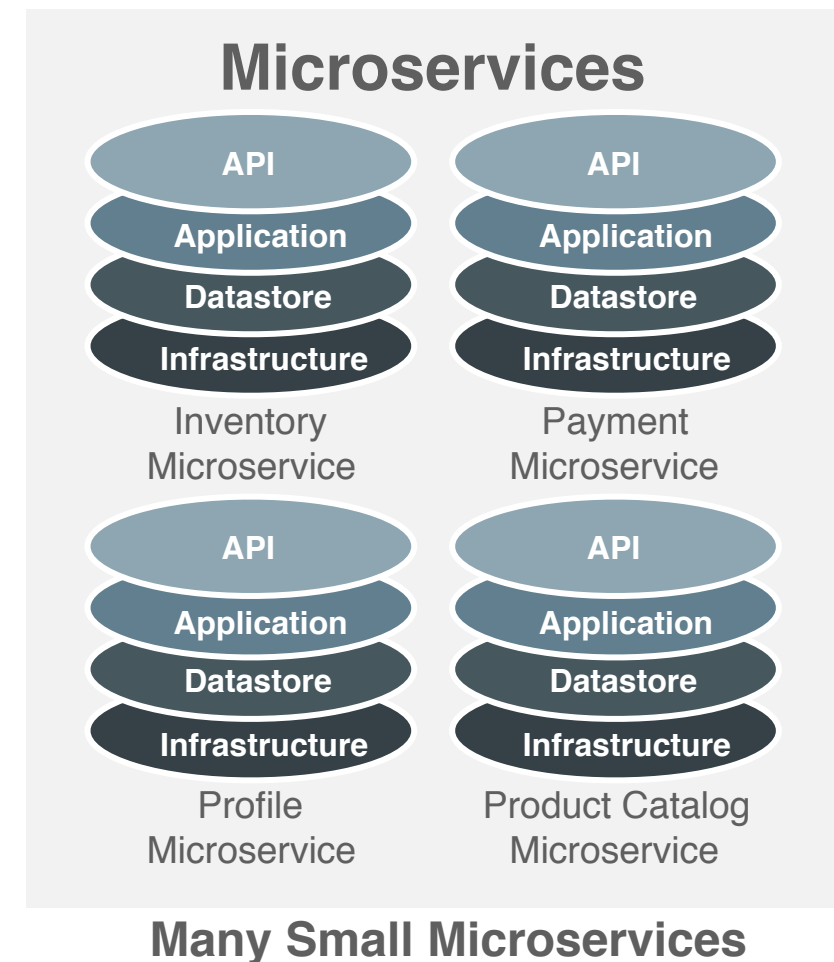 Microservices
API
Application
Datastore
Infrastructure
Inventory
Microservice
API
Application
Datastore
Infrastructure
Payment
Microservice
API
Application
Datastore
Infrastructure
Profile
Microservice
API
Application
Datastore
Infrastructure
Product Catalog
Microservice
Many Small Microservices